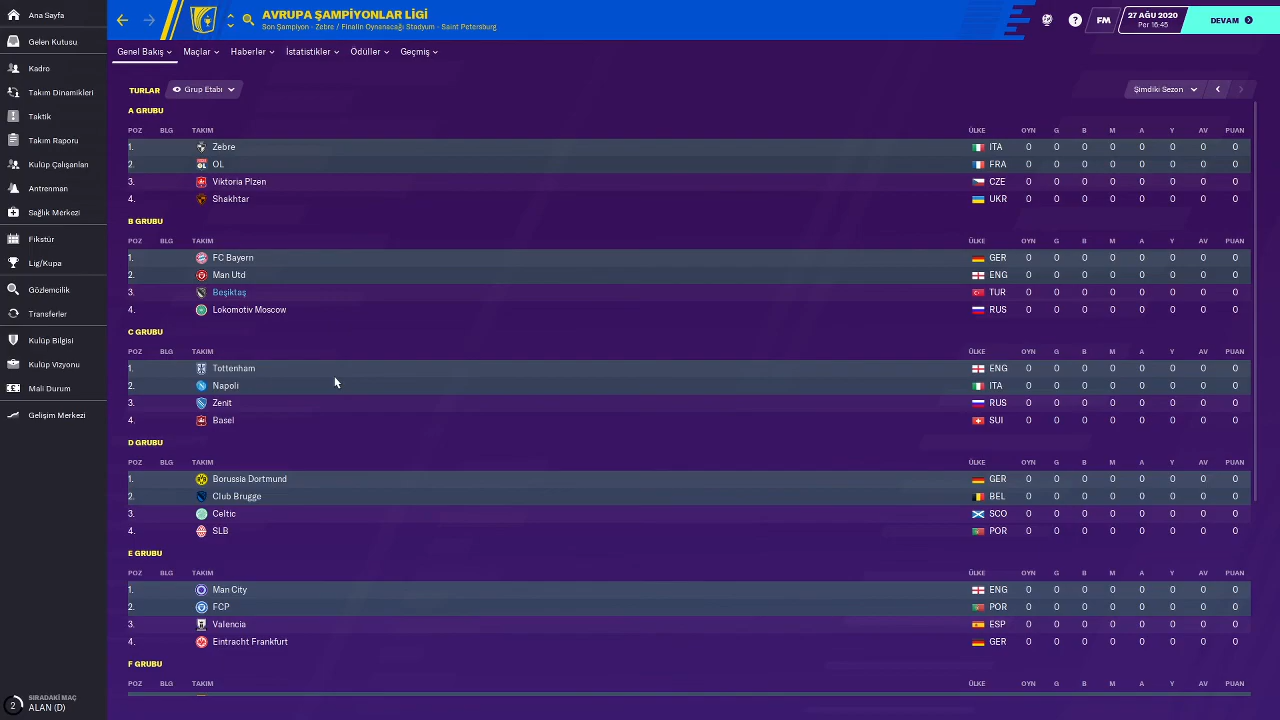 AVRUPA ŞAMPİYONLAR LİGİ
Son Şampiyon - Zebre / Finalin Oynanacağı Stadyum - Saint Petersburg
FM
27 AĞU 2020
Per 16:45
DEVAM
Ana Sayfa
Gelen Kutusu
Kadro
Takım Dinamikleri
Taktik
Takım Raporu
Kulüp Çalışanları
Antrenman
Sağlık Merkezi
Fikstür
Lig/Kupa
Gözlemcilik
Transferler
Kulüp Bilgisi
Kulüp Vizyonu
Mali Durum
Gelişim Merkezi
2
SIRADAKİ MAÇ
ALAN (D)
Genel Bakış Maçlar Haberler İstatistikler Ödüller Geçmiş
TURLAR Grup Etabı Şimdiki Sezon
A GRUBU
POZ BLG TAKIM ÜLKE OYN G B M A Y AV PUAN
1. Zebre ITA 0 0 0 0 0 0 0 0
2. OL FRA 0 0 0 0 0 0 0 0
3. Viktoria Plzen CZE 0 0 0 0 0 0 0 0
4. Shakhtar UKR 0 0 0 0 0 0 0 0
B GRUBU
POZ BLG TAKIM ÜLKE OYN G B M A Y AV PUAN
1. FC Bayern GER 0 0 0 0 0 0 0 0
2. Man Utd ENG 0 0 0 0 0 0 0 0
3. Beşiktaş TUR 0 0 0 0 0 0 0 0
4. Lokomotiv Moscow RUS 0 0 0 0 0 0 0 0
C GRUBU
POZ BLG TAKIM ÜLKE OYN G B M A Y AV PUAN
1. Tottenham ENG 0 0 0 0 0 0 0 0
2. Napoli ITA 0 0 0 0 0 0 0 0
3. Zenit RUS 0 0 0 0 0 0 0 0
4. Basel SUI 0 0 0 0 0 0 0 0
D GRUBU
POZ BLG TAKIM ÜLKE OYN G B M A Y AV PUAN
1. Borussia Dortmund GER 0 0 0 0 0 0 0 0
2. Club Brugge BEL 0 0 0 0 0 0 0 0
3. Celtic SCO 0 0 0 0 0 0 0 0
4. SLB POR 0 0 0 0 0 0 0 0
E GRUBU
POZ BLG TAKIM ÜLKE OYN G B M A Y AV PUAN
1. Man City ENG 0 0 0 0 0 0 0 0
2. FCP POR 0 0 0 0 0 0 0 0
3. Valencia ESP 0 0 0 0 0 0 0 0
4. Eintracht Frankfurt GER 0 0 0 0 0 0 0 0
F GRUBU
POZ BLG TAKIM ÜLKE OYN G B M A Y AV PUAN